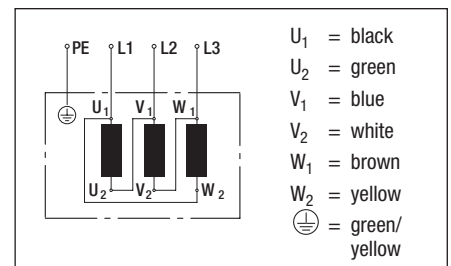 PE L1 L2 L3
U1 V1 W1
U2 V2 W2
U1 = black
U2 = green
V1 = blue
V2 = white
W1 = brown
W2 = yellow
= green/
yellow